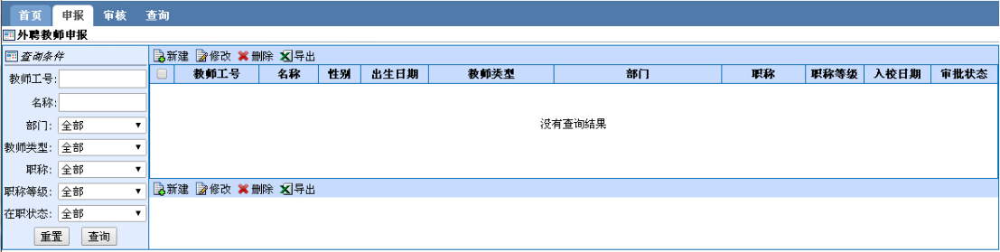 首页 申报 审核 查询
外聘教师申报
查询条件
教师工号:
名称:
部门: 全部
教师类型: 全部
职称: 全部
职称等级: 全部
在职状态: 全部
重置 查询
新建 修改 删除 导出
教师工号 名称 性别 出生日期 教师类型 部门 职称 职称等级 入校日期 审批状态
没有查询结果
新建 修改 删除 导出